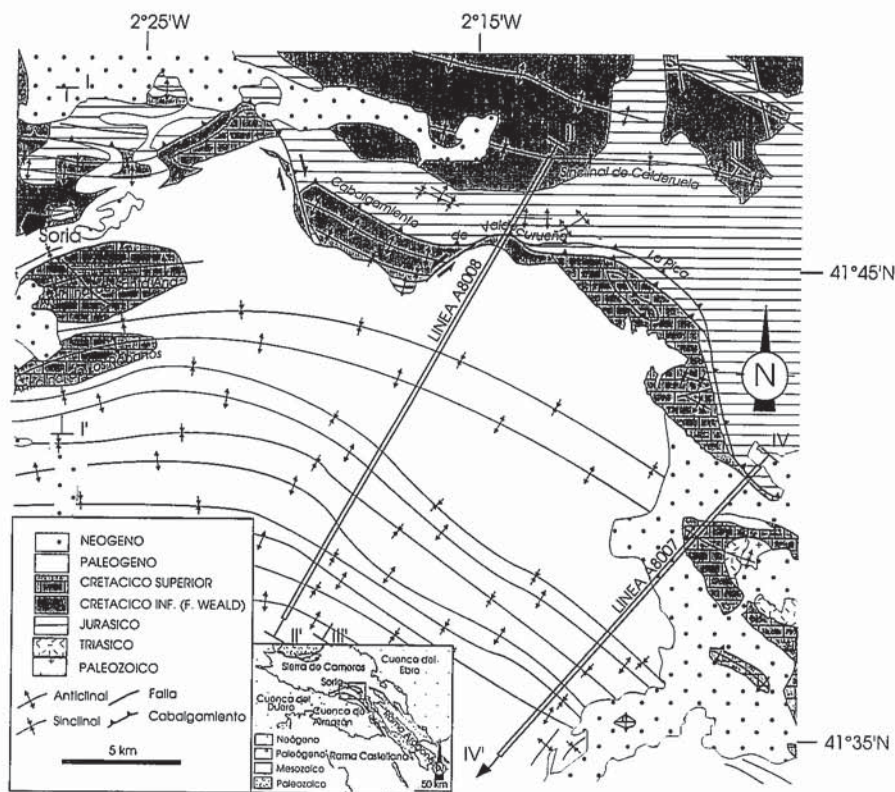 2°25'W
2°15'W
I
II
Sinclinal de Calderuela
Soria
Cabalgamiento
de
La Pica
41°45'N
LINEA A8008
N
I'
IV
LINEA A8007
NEOGENO
PALEOGENO
CRETACICO SUPERIOR
CRETACICO INF. (F. WEALD)
JURASICO
TRIASICO
PALEOZOICO
Anticlinal
Falla
Sinclinal
Cabalgamiento
5 km
II'
III'
Sierra de Cameros
Cuenca del
Ebro
Soria
Cuenca del
Duero
Cuenca de
Almazán
Rama
Rama Castellana
Neógeno
Paleógeno
Mesozoico
Paleozoico
50 km
IV'
41°35'N